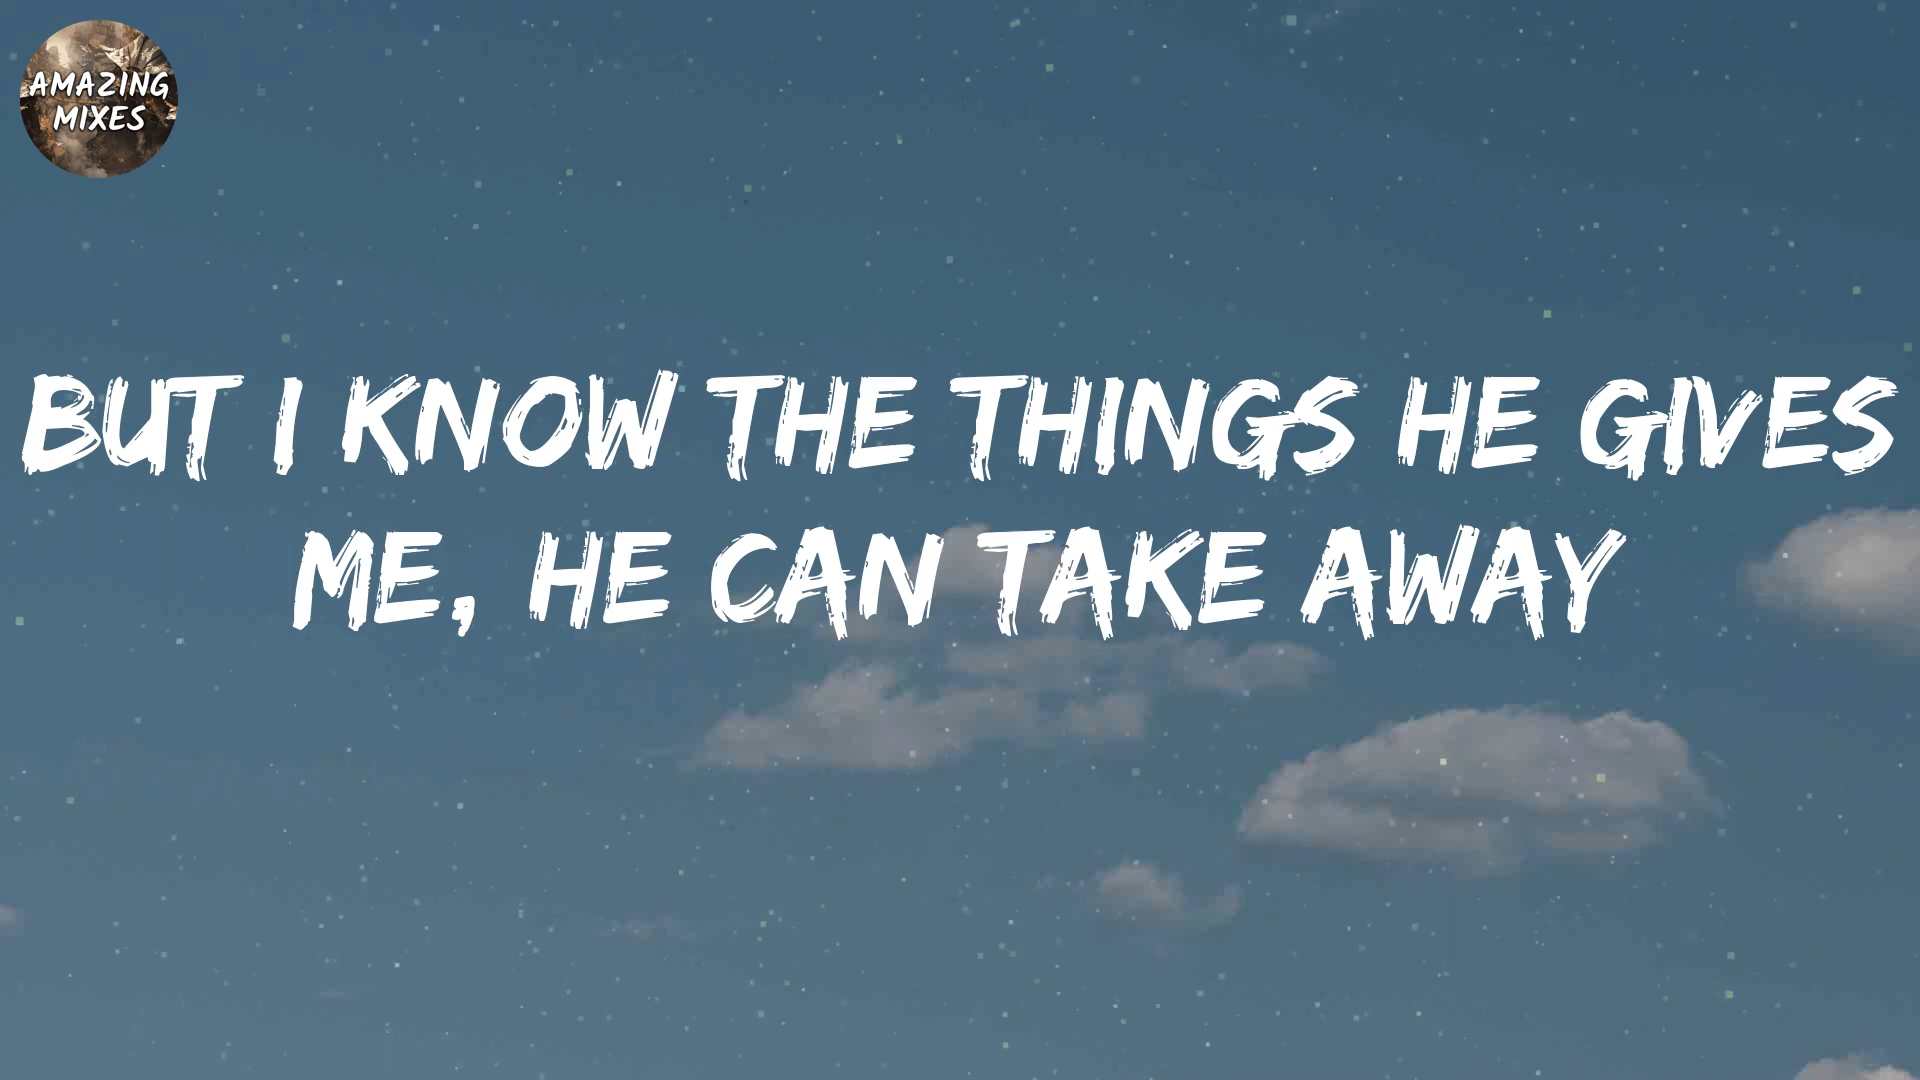 AMAZING
MIXES
BUT I KNOW THE THINGS HE GIVES
ME, HE CAN TAKE AWAY